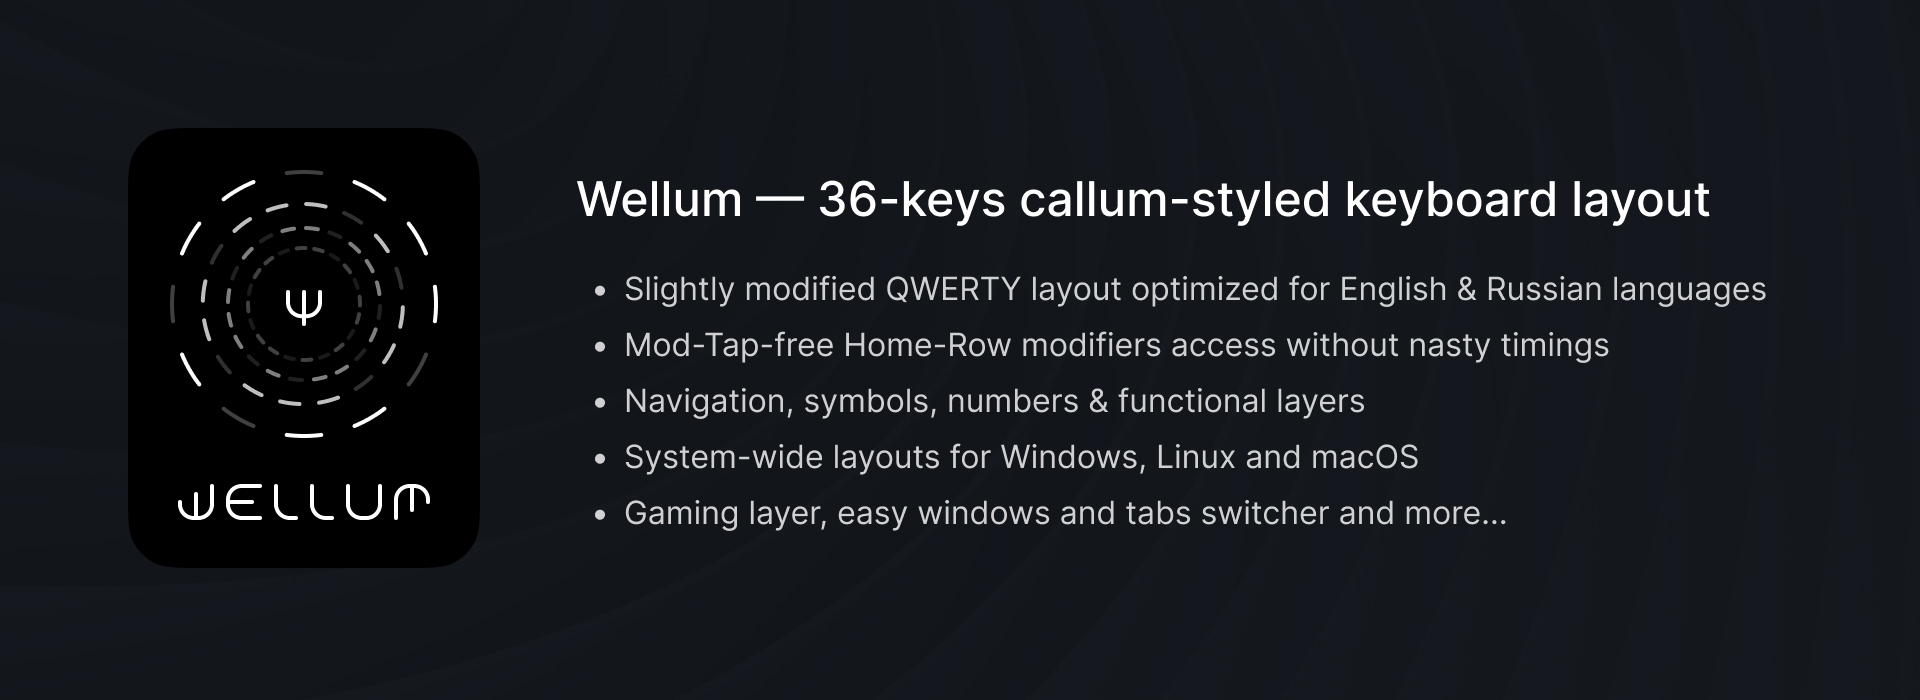 Wellum — 36-keys callum-styled keyboard layout
• Slightly modified QWERTY layout optimized for English & Russian languages
• Mod-Tap-free Home-Row modifiers access without nasty timings
• Navigation, symbols, numbers & functional layers
• System-wide layouts for Windows, Linux and macOS
• Gaming layer, easy windows and tabs switcher and more...
Ψ
WELLUM